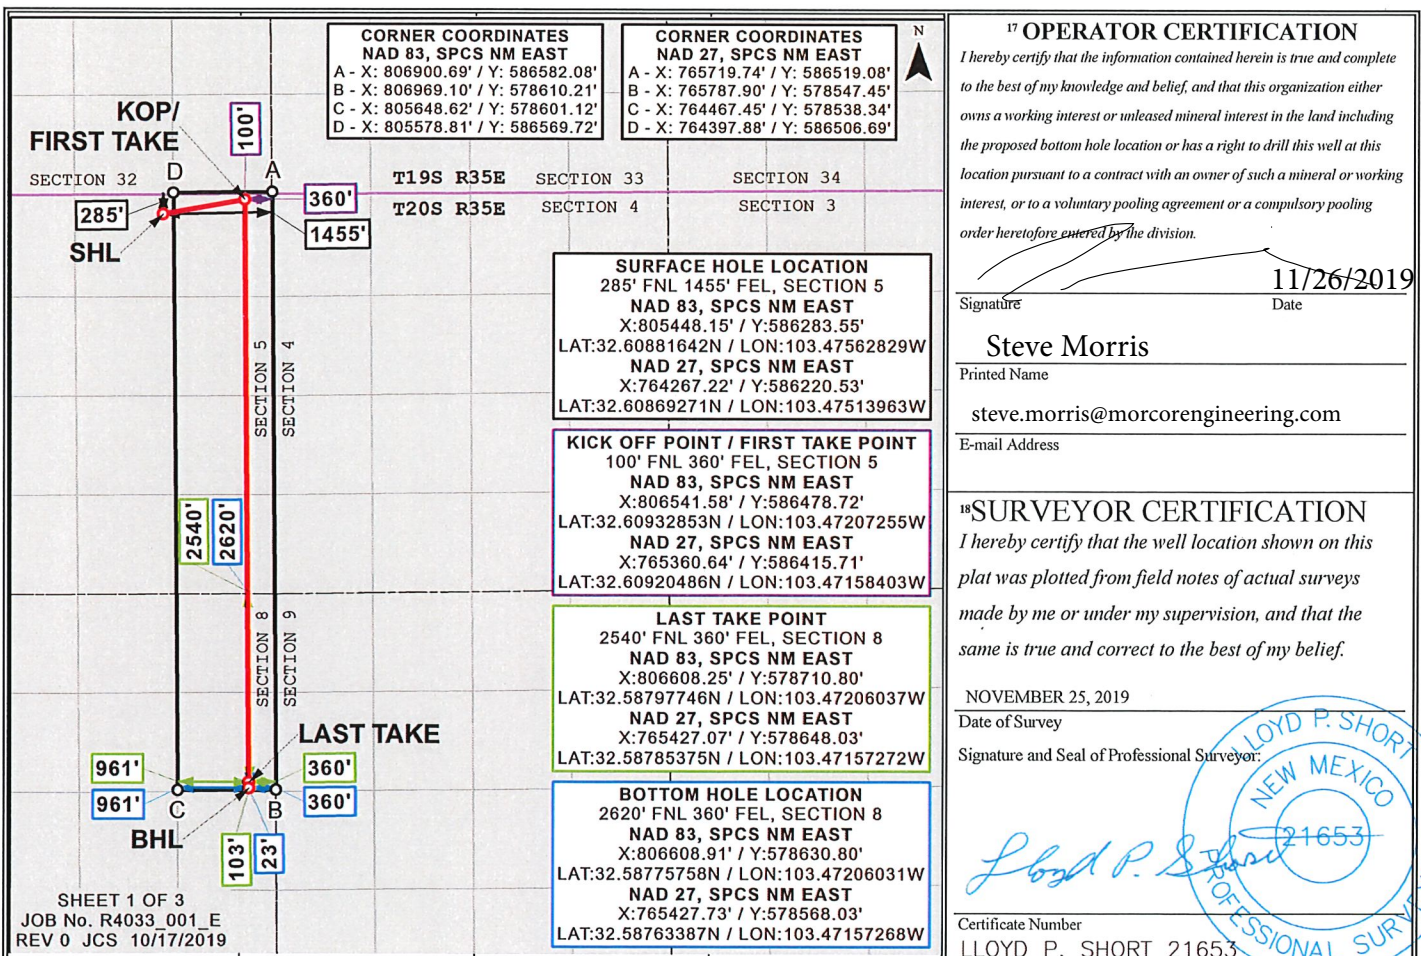 CORNER COORDINATES
NAD 83, SPCS NM EAST
A - X: 806900.69' / Y: 586582.08'
B - X: 806969.10' / Y: 578610.21'
C - X: 805648.62' / Y: 578601.12'
D - X: 805578.81' / Y: 586569.72'
CORNER COORDINATES
NAD 27, SPCS NM EAST
A - X: 765719.74' / Y: 586519.08'
B - X: 765787.90' / Y: 578547.45'
C - X: 764467.45' / Y: 578538.34'
D - X: 764397.88' / Y: 586506.69'
N
KOP/
FIRST TAKE
100'
SECTION 32
D
A
T19S R35E
SECTION 33
SECTION 34
360'
285'
T20S R35E
SECTION 4
SECTION 3
1455'
SHL
SECTION 5
SECTION 4
2540'
2620'
SECTION 8
SECTION 9
LAST TAKE
961'
360'
961'
360'
C
B
BHL
103'
23'
SURFACE HOLE LOCATION
285' FNL 1455' FEL, SECTION 5
NAD 83, SPCS NM EAST
X:805448.15' / Y:586283.55'
LAT:32.60881642N / LON:103.47562829W
NAD 27, SPCS NM EAST
X:764267.22' / Y:586220.53'
LAT:32.60869271N / LON:103.47513963W
KICK OFF POINT / FIRST TAKE POINT
100' FNL 360' FEL, SECTION 5
NAD 83, SPCS NM EAST
X:806541.58' / Y:586478.72'
LAT:32.60932853N / LON:103.47207255W
NAD 27, SPCS NM EAST
X:765360.64' / Y:586415.71'
LAT:32.60920486N / LON:103.47158403W
LAST TAKE POINT
2540' FNL 360' FEL, SECTION 8
NAD 83, SPCS NM EAST
X:806608.25' / Y:578710.80'
LAT:32.58797746N / LON:103.47206037W
NAD 27, SPCS NM EAST
X:765427.07' / Y:578648.03'
LAT:32.58785375N / LON:103.47157272W
BOTTOM HOLE LOCATION
2620' FNL 360' FEL, SECTION 8
NAD 83, SPCS NM EAST
X:806608.91' / Y:578630.80'
LAT:32.58775758N / LON:103.47206031W
NAD 27, SPCS NM EAST
X:765427.73' / Y:578568.03'
LAT:32.58763387N / LON:103.47157268W
SHEET 1 OF 3
JOB No. R4033_001_E
REV 0 JCS 10/17/2019
17 OPERATOR CERTIFICATION
I hereby certify that the information contained herein is true and complete
to the best of my knowledge and belief, and that this organization either
owns a working interest or unleased mineral interest in the land including
the proposed bottom hole location or has a right to drill this well at this
location pursuant to a contract with an owner of such a mineral or working
interest, or to a voluntary pooling agreement or a compulsory pooling
order heretofore entered by the division.
11/26/2019
Signature Date
Steve Morris
Printed Name
steve.morris@morcorengineering.com
E-mail Address
18 SURVEYOR CERTIFICATION
I hereby certify that the well location shown on this
plat was plotted from field notes of actual surveys
made by me or under my supervision, and that the
same is true and correct to the best of my belief.
NOVEMBER 25, 2019
Date of Survey
Signature and Seal of Professional Surveyor:
LLOYD P. SHORT
NEW MEXICO
21653
PROFESSIONAL SURVE
Lloyd P. Short
Certificate Number
LLOYD P. SHORT 21653